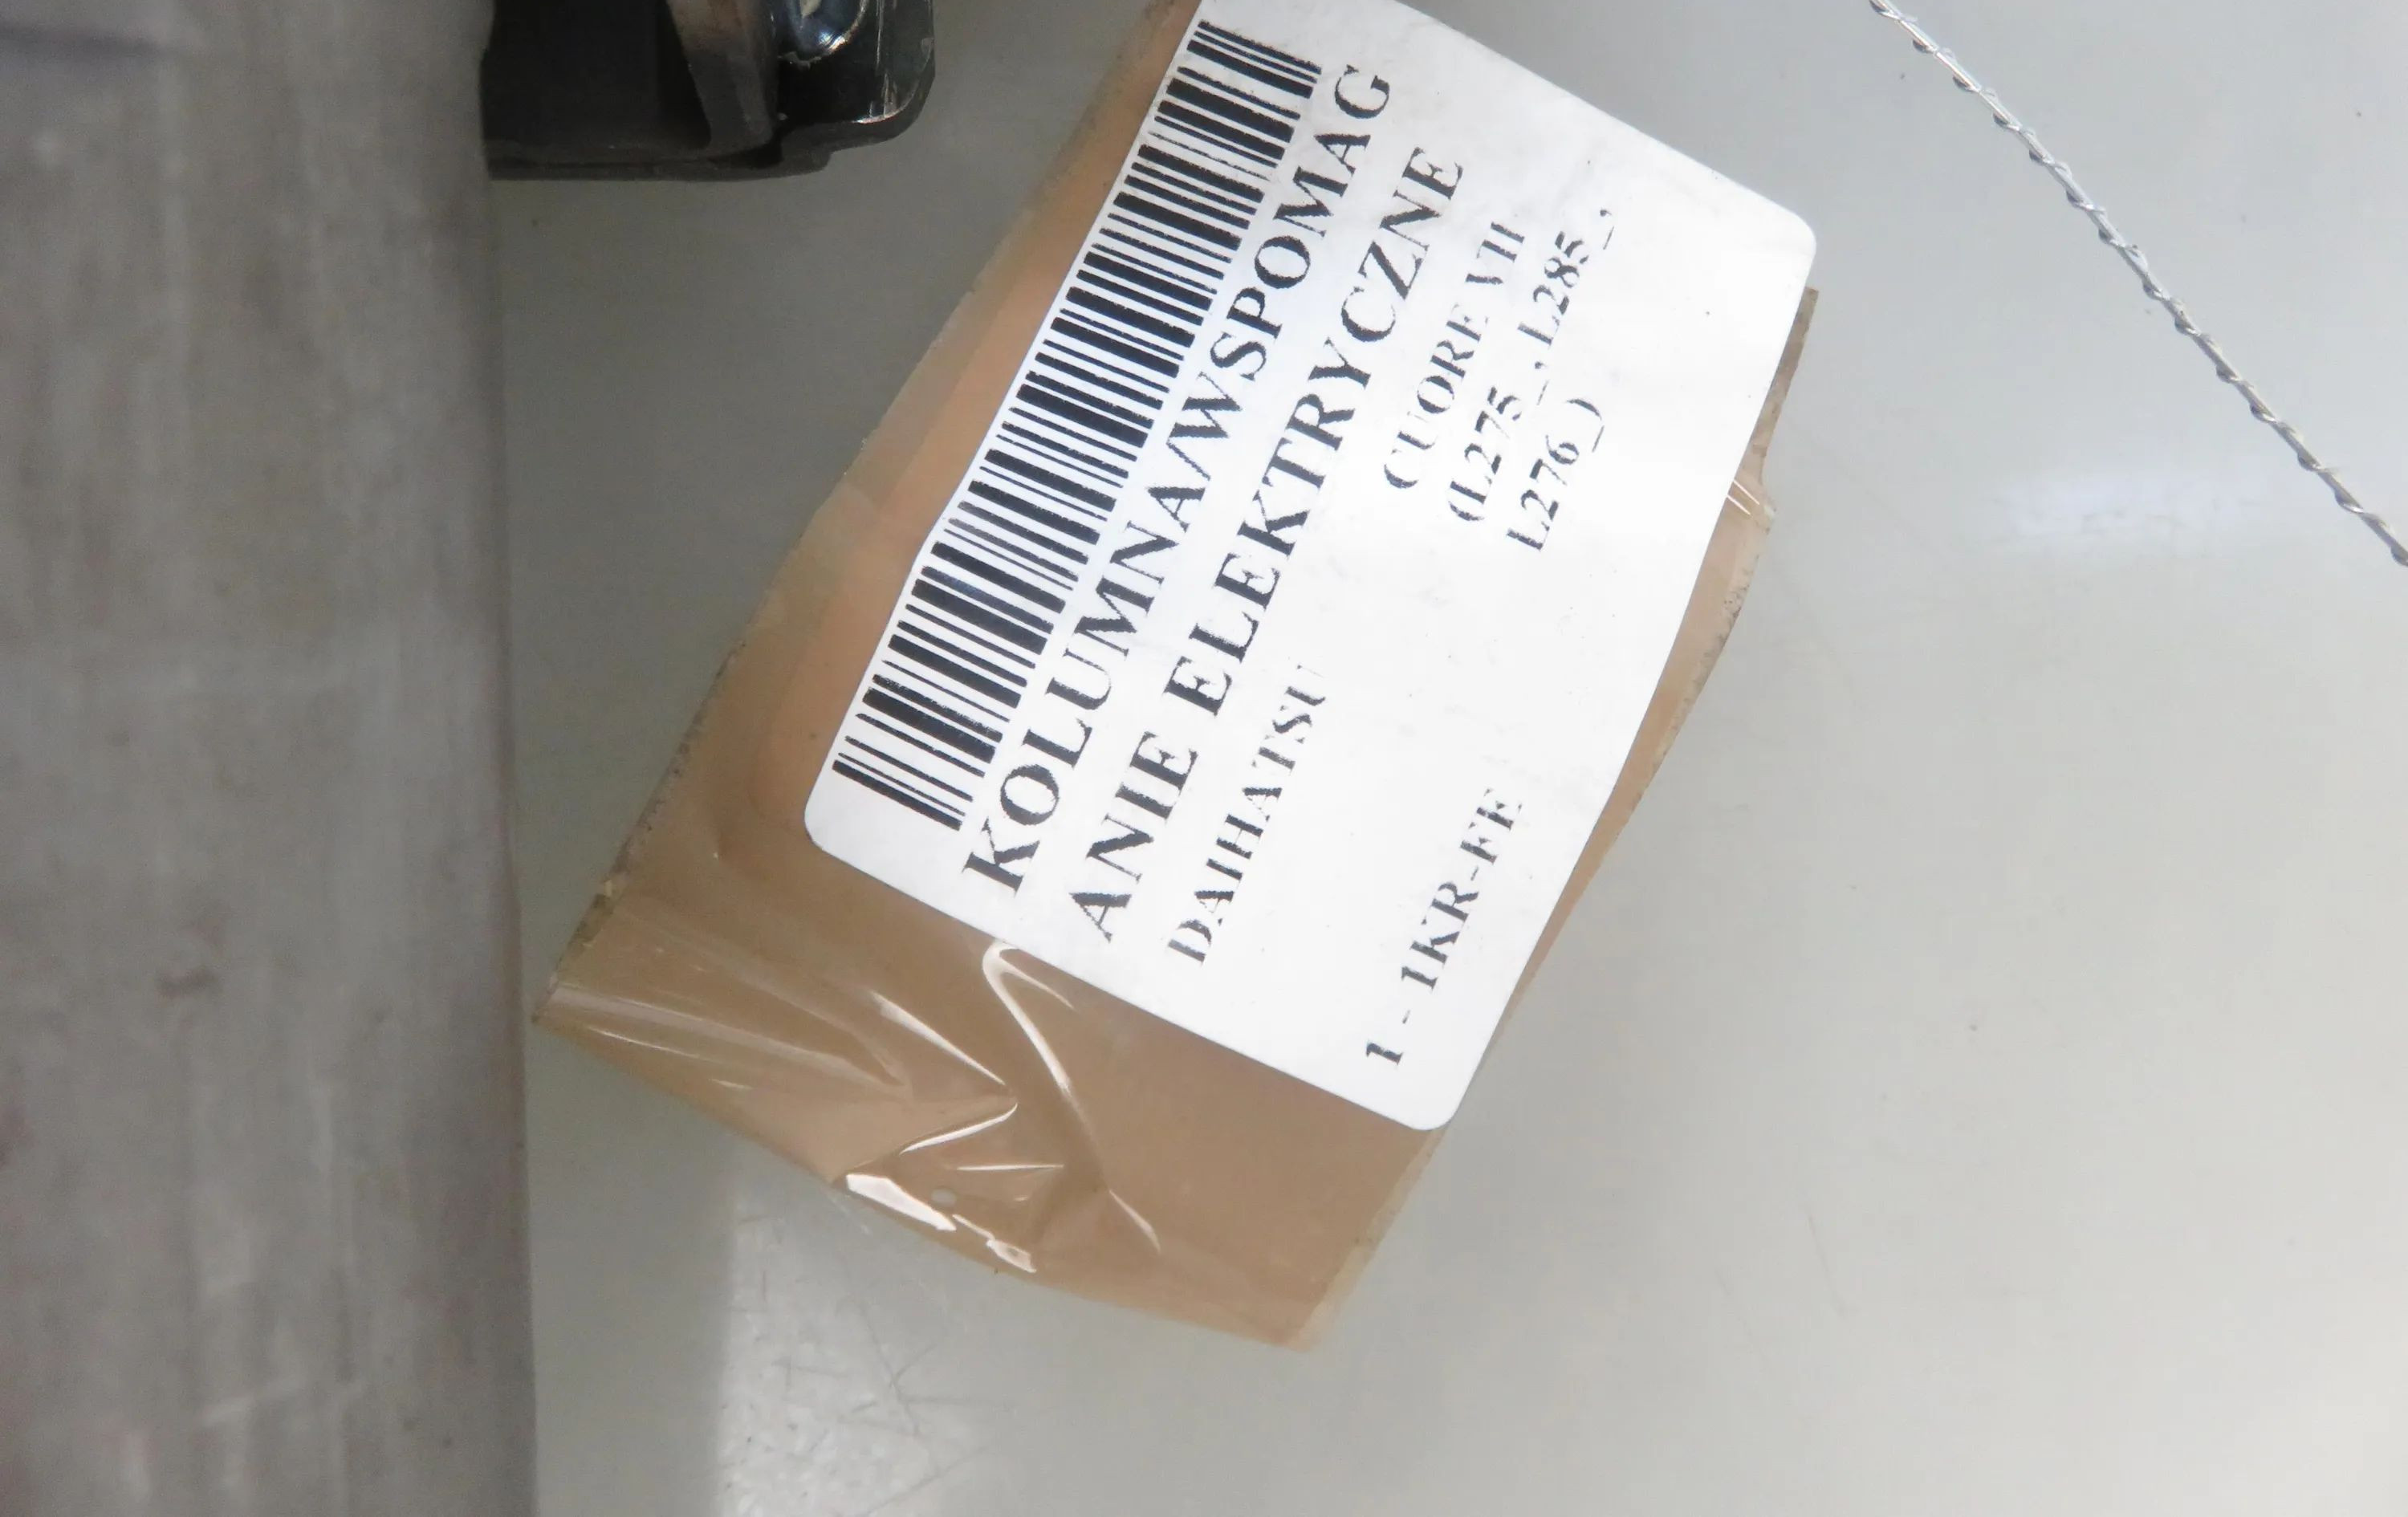 KOLUMNA/WSPOMAG
ANIE ELEKTRYCZNE
DAIHATSU
CUORE VII
(L275_, L285_,
L276_)
1 - 1KR-FE